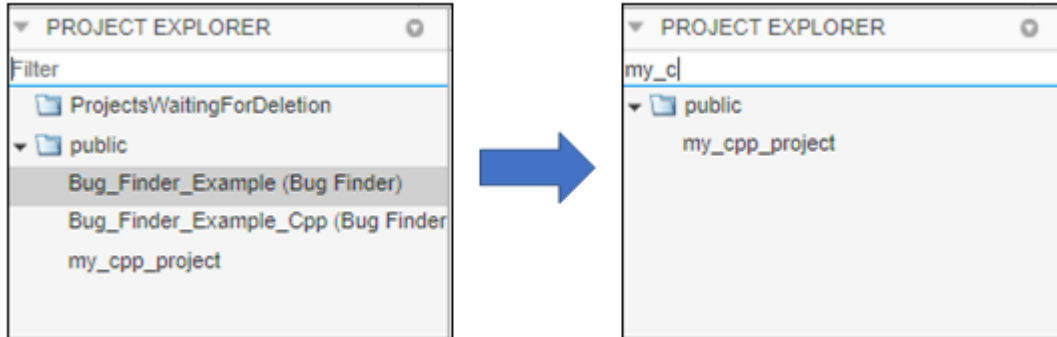 PROJECT EXPLORER
Filter
ProjectsWaitingForDeletion
public
Bug_Finder_Example (Bug Finder)
Bug_Finder_Example_Cpp (Bug Finder
my_cpp_project
PROJECT EXPLORER
my_c
public
my_cpp_project